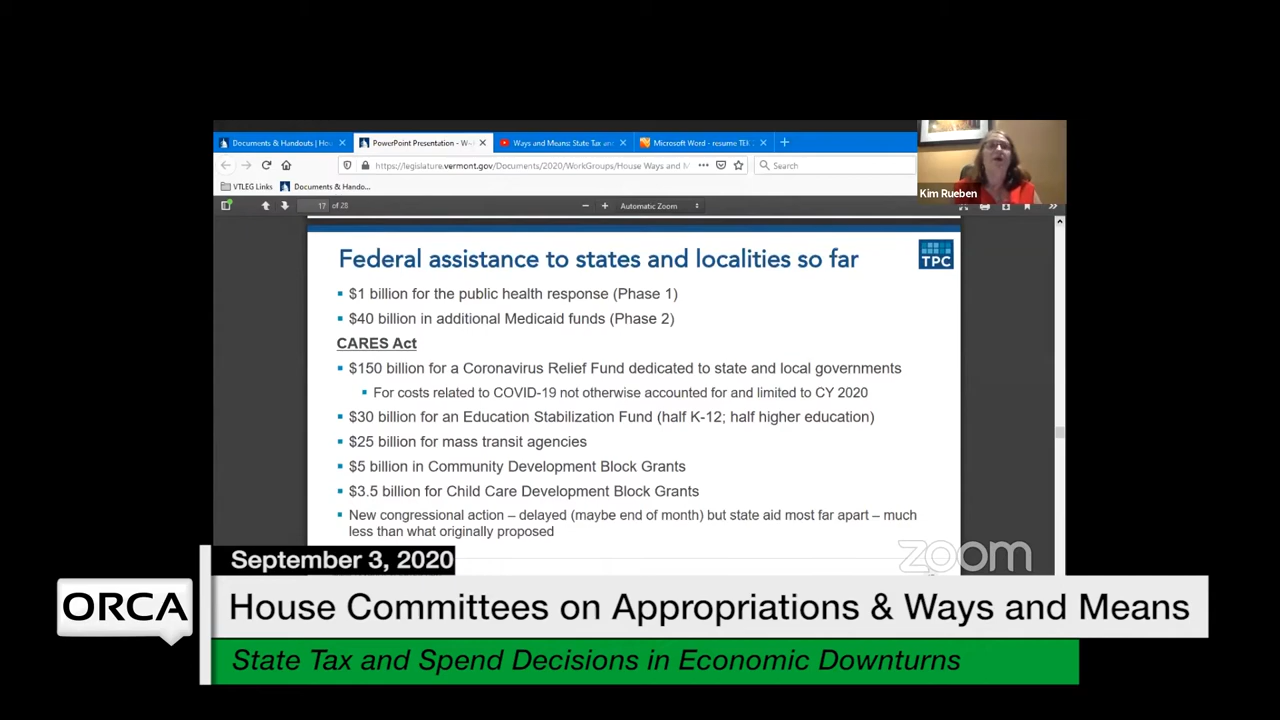 Documents & Handouts | Ho
PowerPoint Presentation - W
Ways and Means: State Tax an
Microsoft Word - resume TEE
https://legislature.vermont.gov/Documents/2020/WorkGroups/House Ways and M
Search
VTLEG Links
Documents & Hando...
17 of 28
Automatic Zoom
Kim Rueben
Federal assistance to states and localities so far
TPC
$1 billion for the public health response (Phase 1)
$40 billion in additional Medicaid funds (Phase 2)
CARES Act
$150 billion for a Coronavirus Relief Fund dedicated to state and local governments
For costs related to COVID-19 not otherwise accounted for and limited to CY 2020
$30 billion for an Education Stabilization Fund (half K-12; half higher education)
$25 billion for mass transit agencies
$5 billion in Community Development Block Grants
$3.5 billion for Child Care Development Block Grants
New congressional action – delayed (maybe end of month) but state aid most far apart – much
less than what originally proposed
zoom
September 3, 2020
ORCA
House Committees on Appropriations & Ways and Means
State Tax and Spend Decisions in Economic Downturns